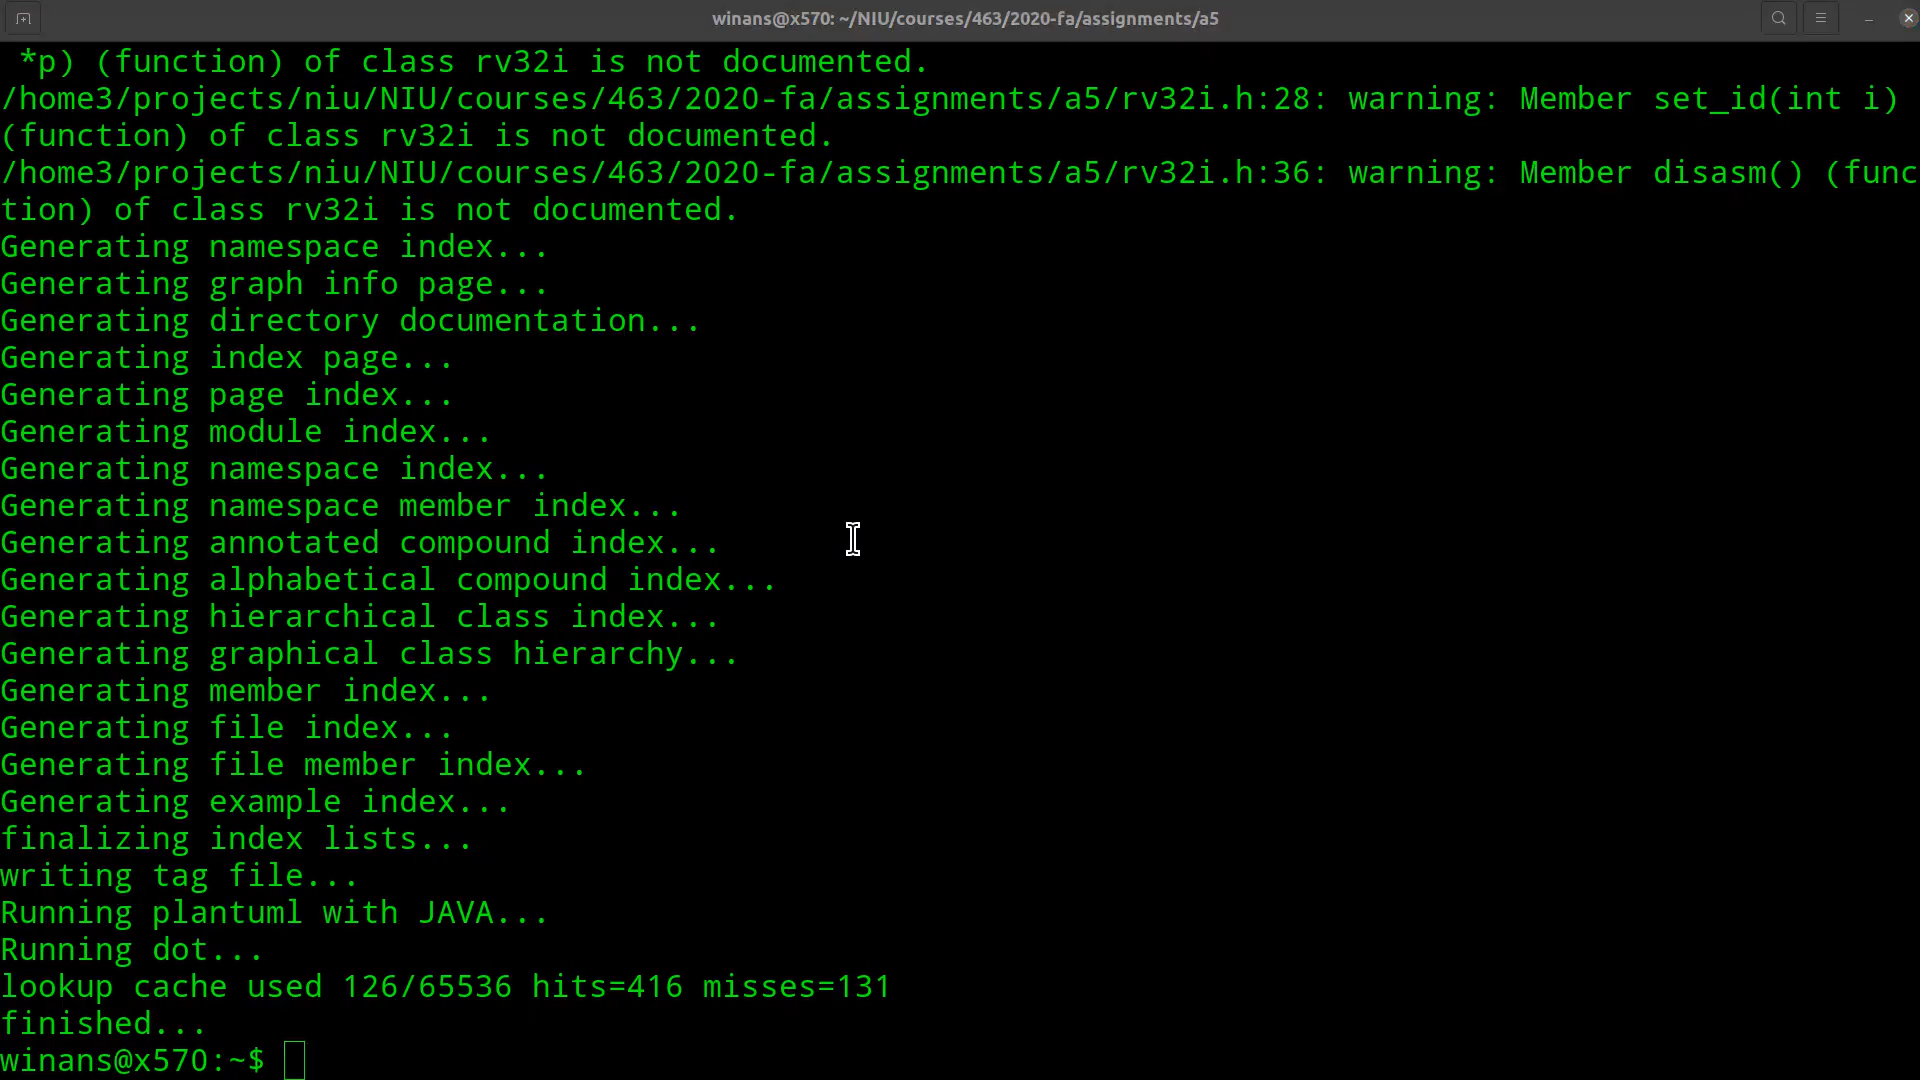 winans@x570: ~/NIU/courses/463/2020-fa/assignments/a5
*p) (function) of class rv32i is not documented.
/home3/projects/niu/NIU/courses/463/2020-fa/assignments/a5/rv32i.h:28: warning: Member set_id(int i)
(function) of class rv32i is not documented.
/home3/projects/niu/NIU/courses/463/2020-fa/assignments/a5/rv32i.h:36: warning: Member disasm() (func
tion) of class rv32i is not documented.
Generating namespace index...
Generating graph info page...
Generating directory documentation...
Generating index page...
Generating page index...
Generating module index...
Generating namespace index...
Generating namespace member index...
Generating annotated compound index...
Generating alphabetical compound index...
Generating hierarchical class index...
Generating graphical class hierarchy...
Generating member index...
Generating file index...
Generating file member index...
Generating example index...
finalizing index lists...
writing tag file...
Running plantuml with JAVA...
Running dot...
lookup cache used 126/65536 hits=416 misses=131
finished...
winans@x570:~$